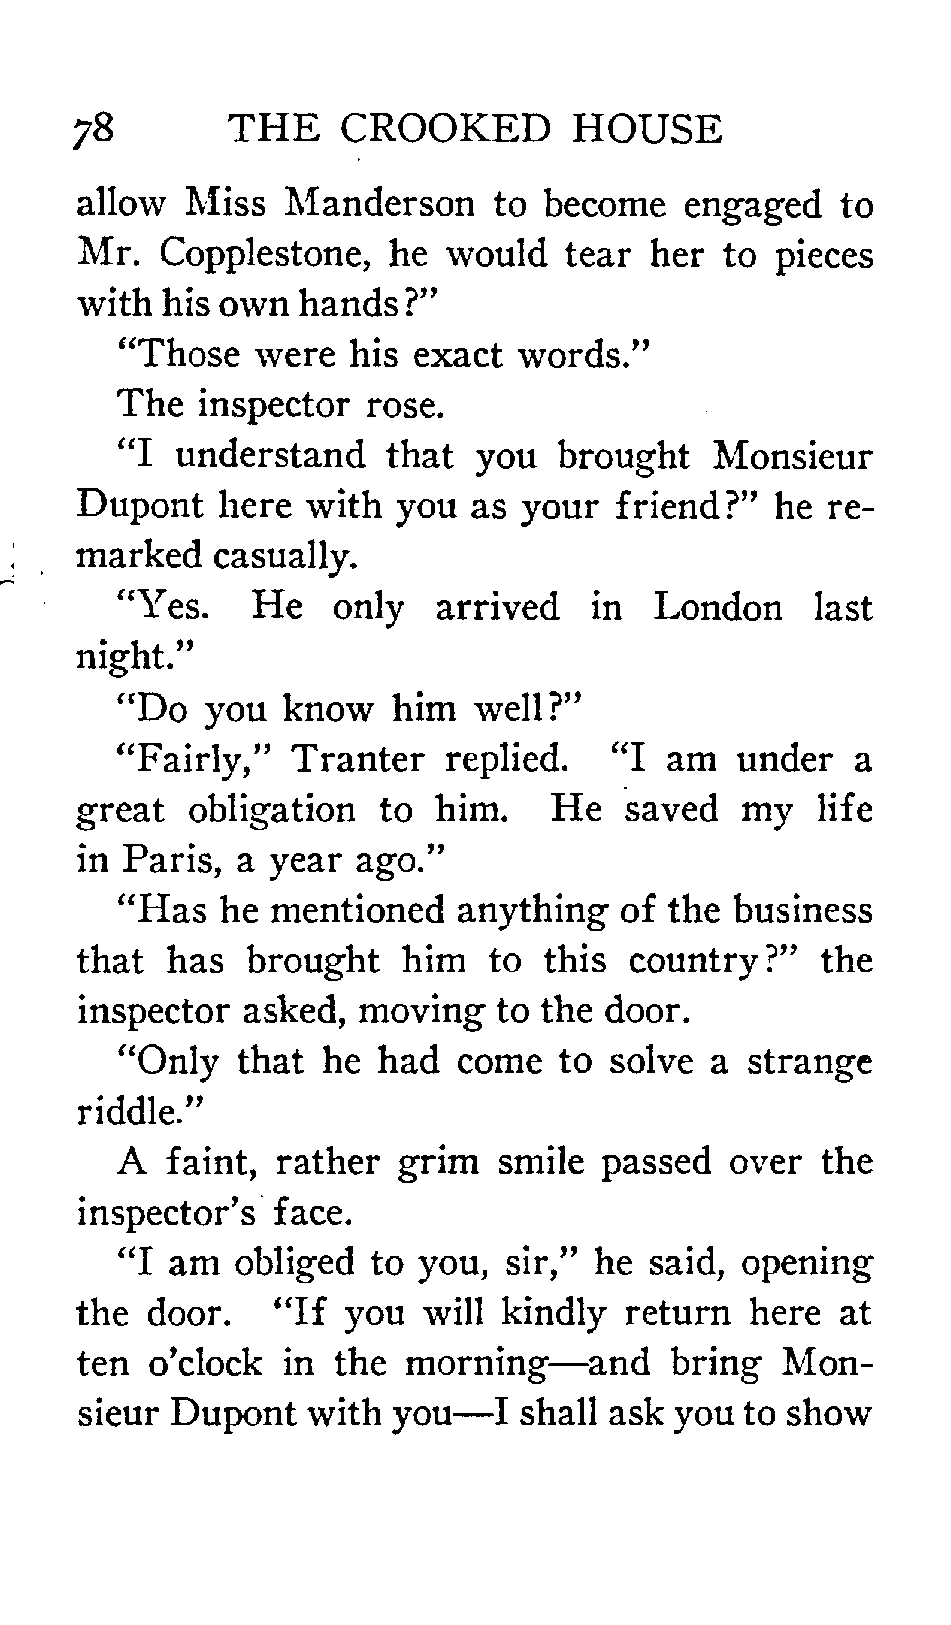 78 THE CROOKED HOUSE
allow Miss Manderson to become engaged to
Mr. Copplestone, he would tear her to pieces
with his own hands?”
“Those were his exact words.”
The inspector rose.
“I understand that you brought Monsieur
Dupont here with you as your friend?” he re-
marked casually.
“Yes. He only arrived in London last
night.”
“Do you know him well?”
“Fairly,” Tranter replied. “I am under a
great obligation to him. He saved my life
in Paris, a year ago.”
“Has he mentioned anything of the business
that has brought him to this country?” the
inspector asked, moving to the door.
“Only that he had come to solve a strange
riddle.”
A faint, rather grim smile passed over the
inspector’s face.
“I am obliged to you, sir,” he said, opening
the door. “If you will kindly return here at
ten o’clock in the morning—and bring Mon-
sieur Dupont with you—I shall ask you to show